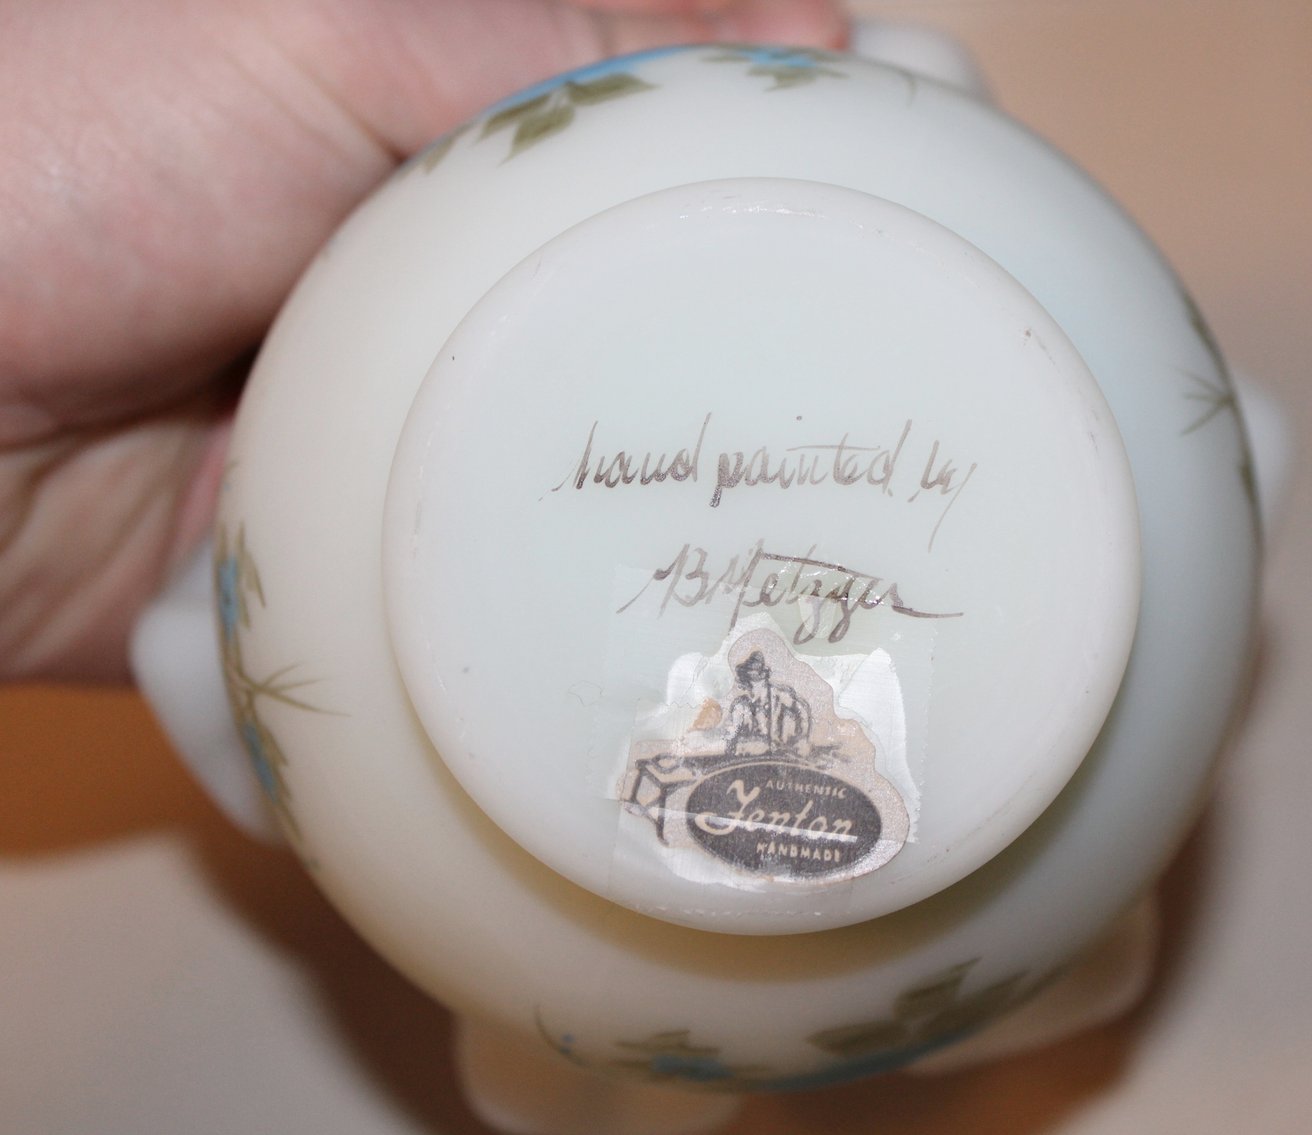 hand painted by
B Metzger
AUTHENTIC
Fenton
HANDMADE